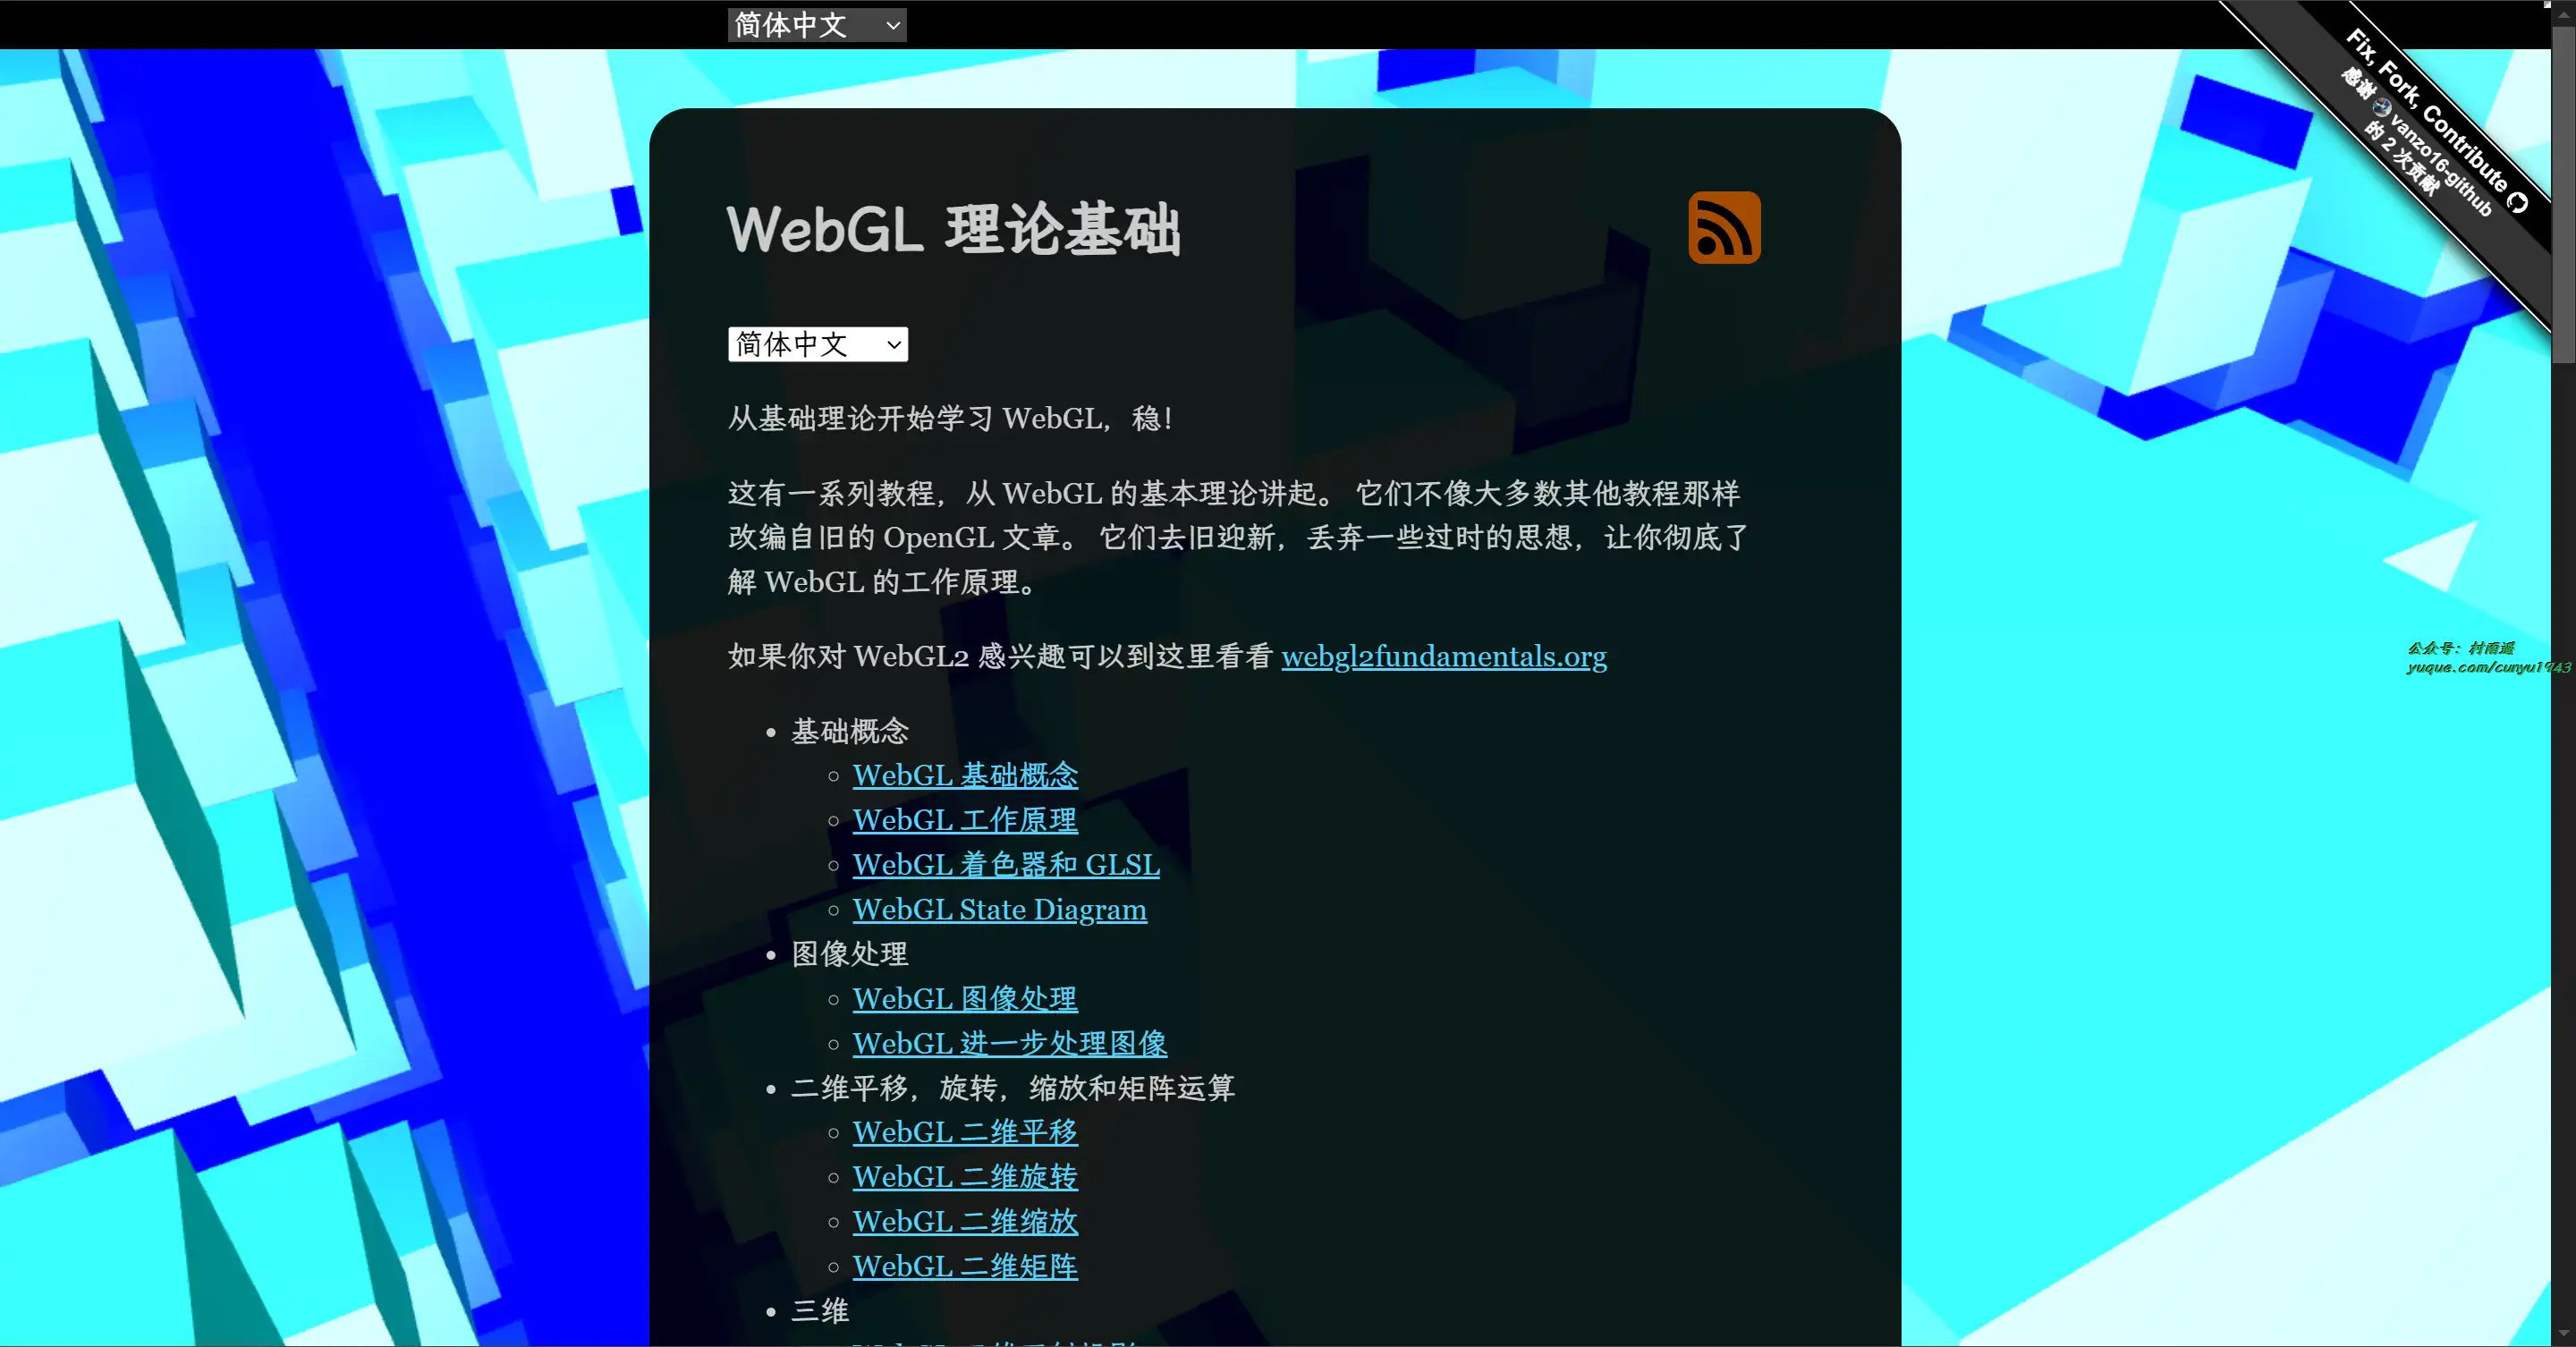 简体中文
Fix, Fork, Contribute
感谢 vanzo16-github
的 2 次贡献
WebGL 理论基础
简体中文
从基础理论开始学习 WebGL，稳！
这有一系列教程，从 WebGL 的基本理论讲起。 它们不像大多数其他教程那样
改编自旧的 OpenGL 文章。 它们去旧迎新，丢弃一些过时的思想，让你彻底了
解 WebGL 的工作原理。
如果你对 WebGL2 感兴趣可以到这里看看 webgl2fundamentals.org
公众号：村雨遥
yuque.com/cunyu1943
基础概念
WebGL 基础概念
WebGL 工作原理
WebGL 着色器和 GLSL
WebGL State Diagram
图像处理
WebGL 图像处理
WebGL 进一步处理图像
二维平移，旋转，缩放和矩阵运算
WebGL 二维平移
WebGL 二维旋转
WebGL 二维缩放
WebGL 二维矩阵
三维